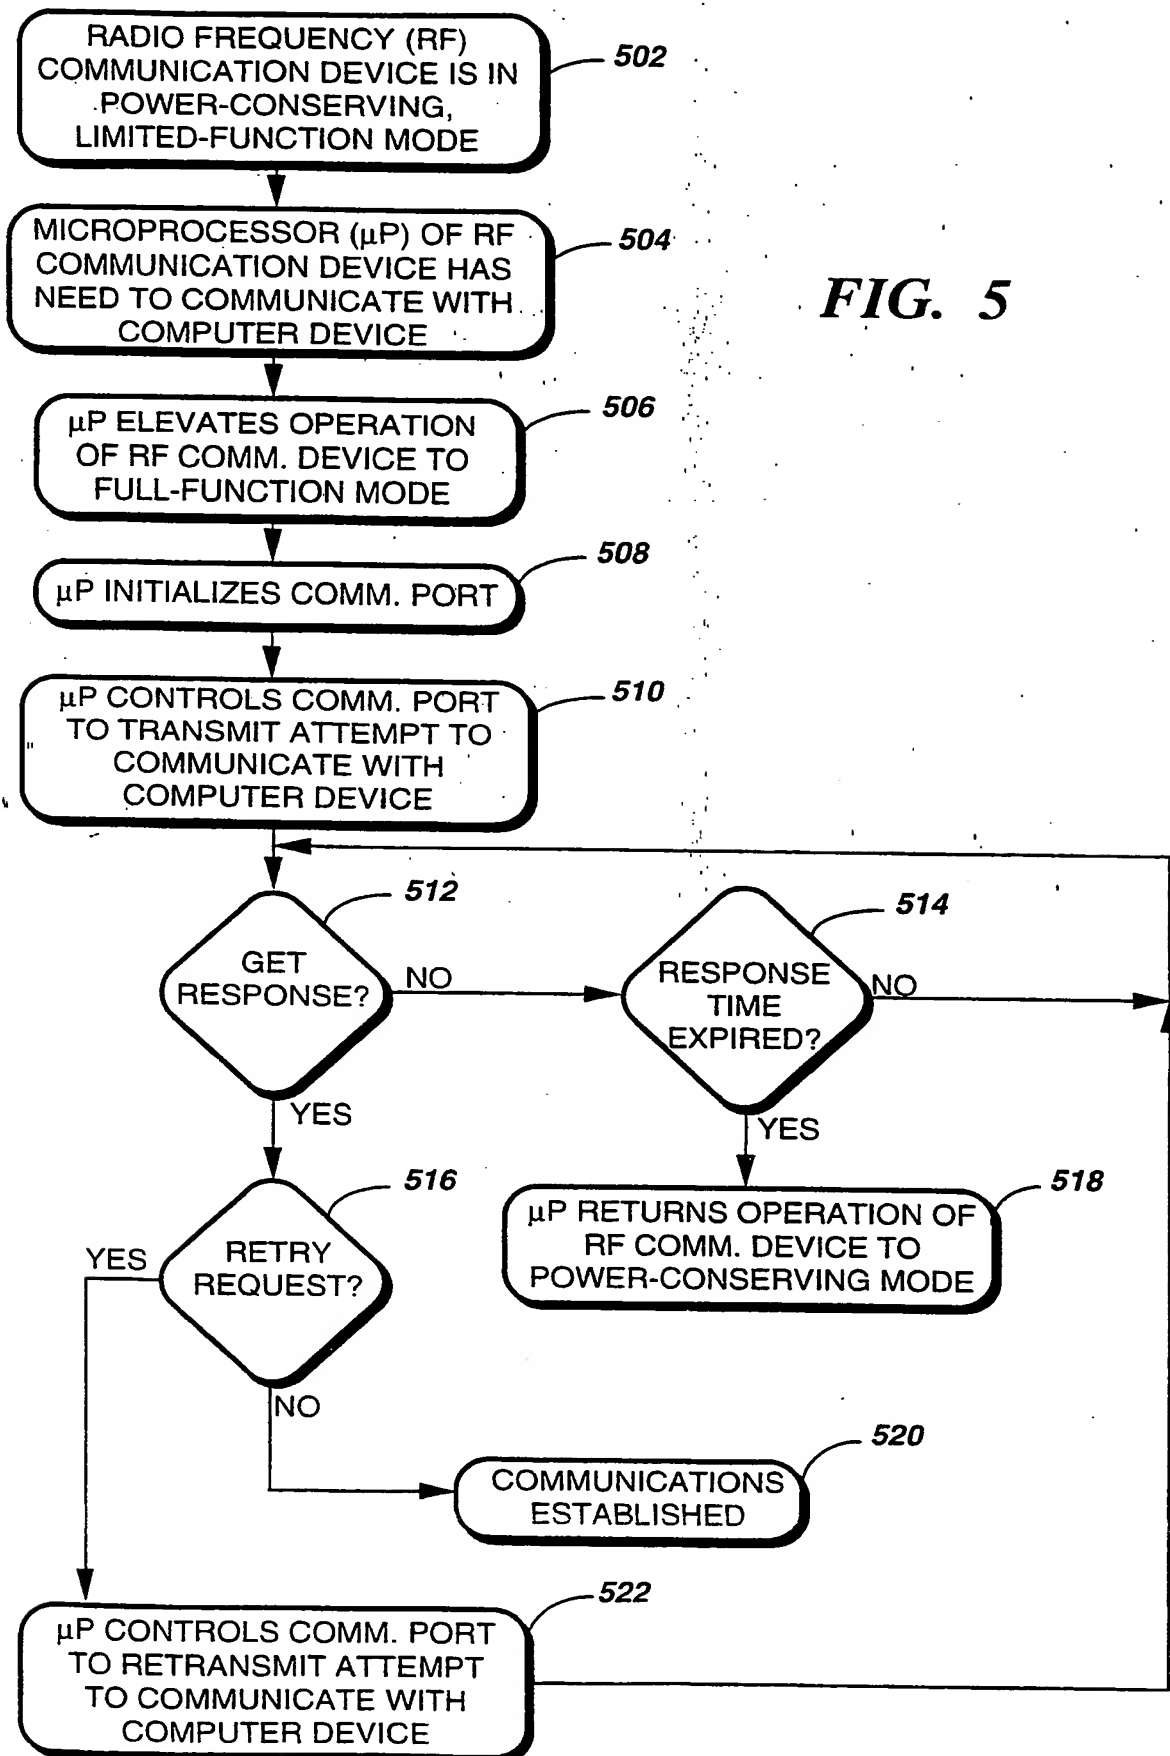 RADIO FREQUENCY (RF)
COMMUNICATION DEVICE IS IN
POWER-CONSERVING,
LIMITED-FUNCTION MODE
502
MICROPROCESSOR (μP) OF RF
COMMUNICATION DEVICE HAS
NEED TO COMMUNICATE WITH
COMPUTER DEVICE
504
FIG. 5
μP ELEVATES OPERATION
OF RF COMM. DEVICE TO
FULL-FUNCTION MODE
506
μP INITIALIZES COMM. PORT
508
μP CONTROLS COMM. PORT
TO TRANSMIT ATTEMPT TO
COMMUNICATE WITH
COMPUTER DEVICE
510
GET
RESPONSE?
512
NO
YES
RESPONSE
TIME
EXPIRED?
514
NO
YES
RETRY
REQUEST?
516
YES
NO
μP RETURNS OPERATION OF
RF COMM. DEVICE TO
POWER-CONSERVING MODE
518
COMMUNICATIONS
ESTABLISHED
520
μP CONTROLS COMM. PORT
TO RETRANSMIT ATTEMPT
TO COMMUNICATE WITH
COMPUTER DEVICE
522